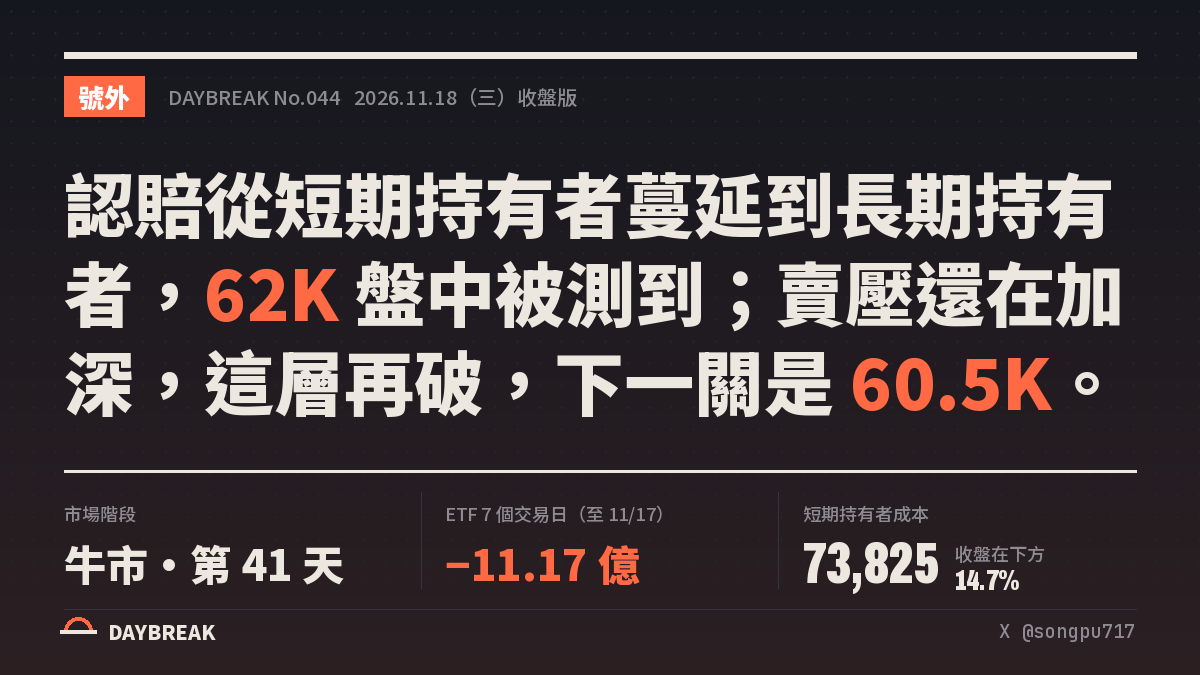 號外 DAYBREAK No.044 2026.11.18（三）收盤版
認賠從短期持有者蔓延到長期持有
者，62K 盤中被測到；賣壓還在加
深，這層再破，下一關是 60.5K。
市場階段
牛市・第 41 天
ETF 7 個交易日（至 11/17）
−11.17 億
短期持有者成本
73,825
收盤在下方
14.7%
DAYBREAK
X @songpu717